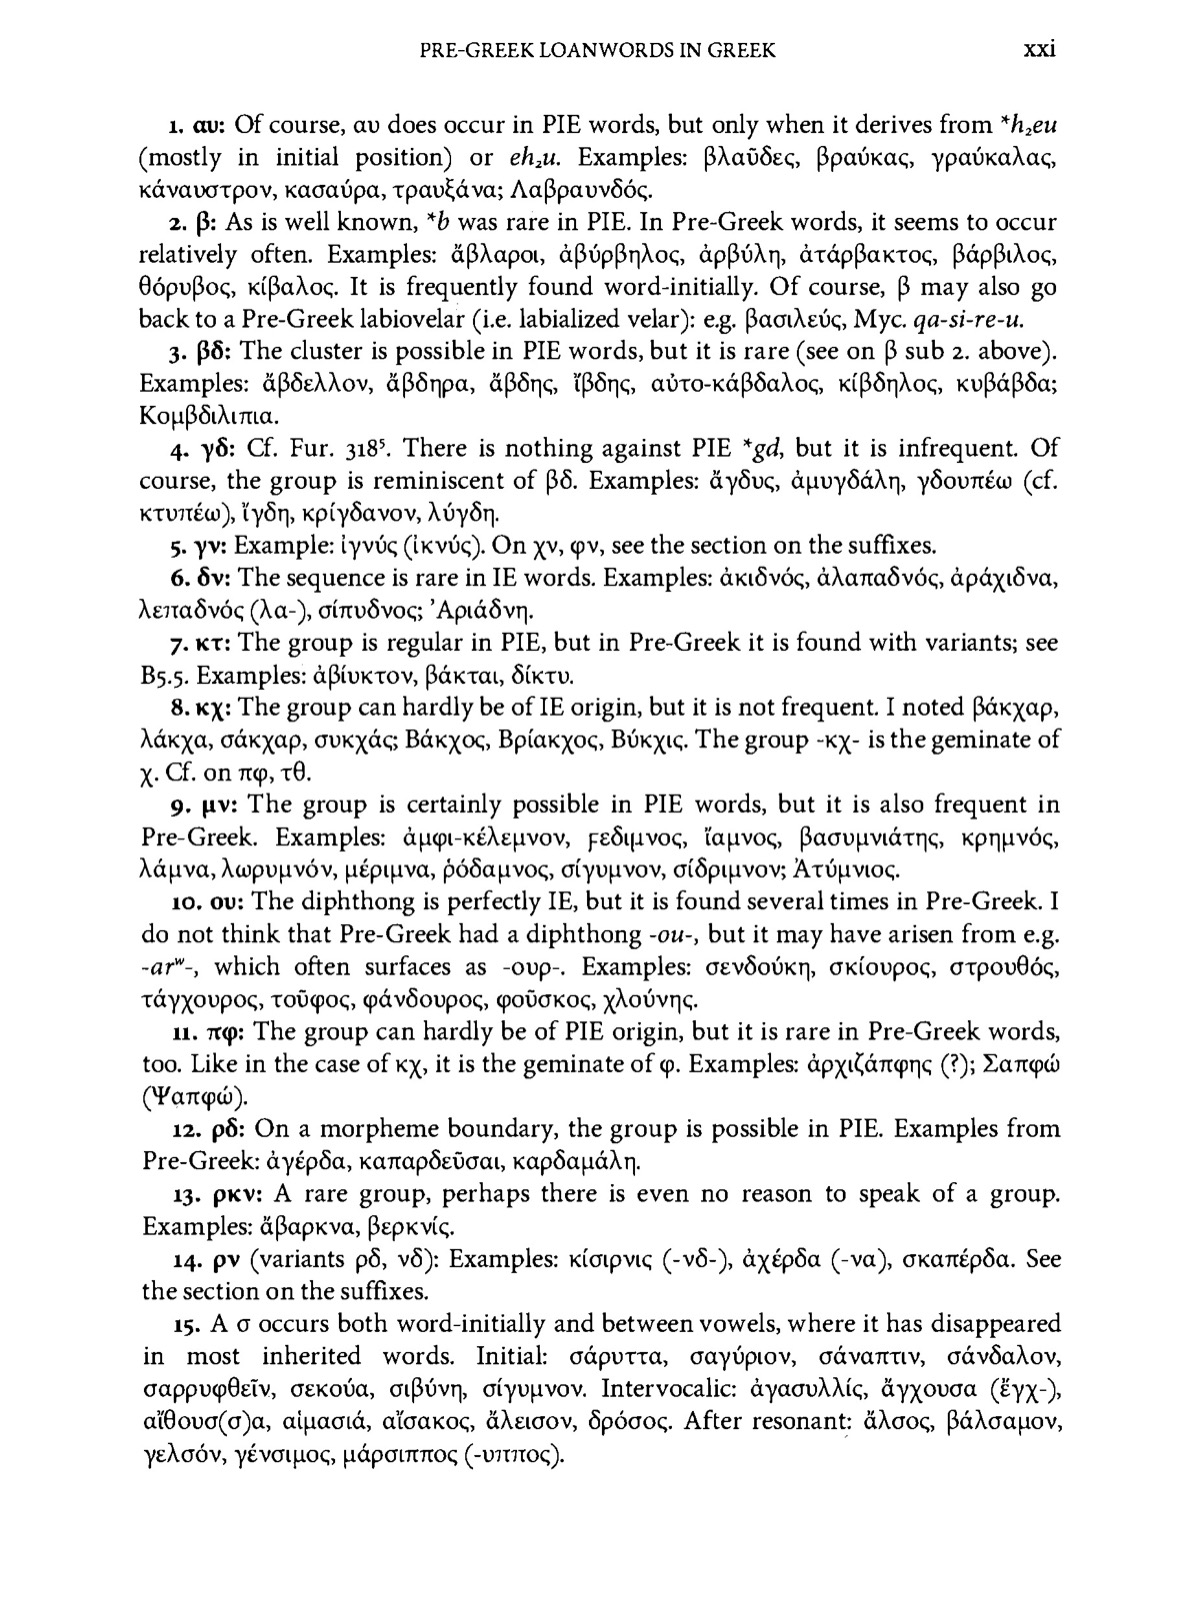 PRE-GREEK LOANWORDS IN GREEK xxi
1. αυ: Of course, αυ does occur in PIE words, but only when it derives from *h₂eu
(mostly in initial position) or eh₂u. Examples: βλαῦδες, βραύκας, γραύκαλας,
κάναυστρον, κασαύρα, τραυξάνα; Λαβραυνδός.
2. β: As is well known, *b was rare in PIE. In Pre-Greek words, it seems to occur
relatively often. Examples: ἄβλαροι, ἀβύρβηλος, ἀρβύλη, ἀτάρβακτος, βάρβιλος,
θόρυβος, κίβαλος. It is frequently found word-initially. Of course, β may also go
back to a Pre-Greek labiovelar (i.e. labialized velar): e.g. βασιλεύς, Myc. qa-si-re-u.
3. βδ: The cluster is possible in PIE words, but it is rare (see on β sub 2. above).
Examples: ἄβδελλον, ἄβδηρα, ἄβδης, ἴβδης, αὐτο-κάβδαλος, κίβδηλος, κυβάβδα;
Κομβδιλιπια.
4. γδ: Cf. Fur. 318⁵. There is nothing against PIE *gd, but it is infrequent. Of
course, the group is reminiscent of βδ. Examples: ἄγδυς, ἀμυγδάλη, γδουπέω (cf.
κτυπέω), ἴγδη, κρίγδανον, λύγδη.
5. γν: Example: ἰγνύς (ἰκνύς). On χν, φν, see the section on the suffixes.
6. δν: The sequence is rare in IE words. Examples: ἀκιδνός, ἀλαπαδνός, ἀράχιδνα,
λεπαδνός (λα-), σίπυδνος; Ἀριάδνη.
7. κτ: The group is regular in PIE, but in Pre-Greek it is found with variants; see
B5.5. Examples: ἀβίυκτον, βάκται, δίκτυ.
8. κχ: The group can hardly be of IE origin, but it is not frequent. I noted βάκχαρ,
λάκχα, σάκχαρ, συκχάς; Βάκχος, Βρίακχος, Βύκχις. The group -κχ- is the geminate of
χ. Cf. on πφ, τθ.
9. μν: The group is certainly possible in PIE words, but it is also frequent in
Pre-Greek. Examples: ἀμφι-κέλεμνον, ϝεδιμνος, ἴαμνος, βασυμνιάτης, κρημνός,
λάμνα, λωρυμνόν, μέριμνα, ῥόδαμνος, σίγυμνον, σίδριμνον; Ἀτύμνιος.
10. ου: The diphthong is perfectly IE, but it is found several times in Pre-Greek. I
do not think that Pre-Greek had a diphthong -ou-, but it may have arisen from e.g.
-arʷ-, which often surfaces as -ουρ-. Examples: σενδούκη, σκίουρος, στρουθός,
τάγχουρος, τοῦφος, φάνδουρος, φοῦσκος, χλούνης.
11. πφ: The group can hardly be of PIE origin, but it is rare in Pre-Greek words,
too. Like in the case of κχ, it is the geminate of φ. Examples: ἀρχιζάπφης (?); Σαπφώ
(Ψαπφώ).
12. ρδ: On a morpheme boundary, the group is possible in PIE. Examples from
Pre-Greek: ἀγέρδα, καπαρδεῦσαι, καρδαμάλη.
13. ρκν: A rare group, perhaps there is even no reason to speak of a group.
Examples: ἄβαρκνα, βερκνίς.
14. ρν (variants ρδ, νδ): Examples: κίσιρνις (-νδ-), ἀχέρδα (-να), σκαπέρδα. See
the section on the suffixes.
15. A σ occurs both word-initially and between vowels, where it has disappeared
in most inherited words. Initial: σάρυττα, σαγύριον, σάναπτιν, σάνδαλον,
σαρρυφθεῖν, σεκούα, σιβύνη, σίγυμνον. Intervocalic: ἀγασυλλίς, ἄγχουσα (ἔγχ-),
αἴθουσ(σ)α, αἱμασιά, αἴσακος, ἄλεισον, δρόσος. After resonant: ἄλσος, βάλσαμον,
γελσόν, γένσιμος, μάρσιππος (-υππος).